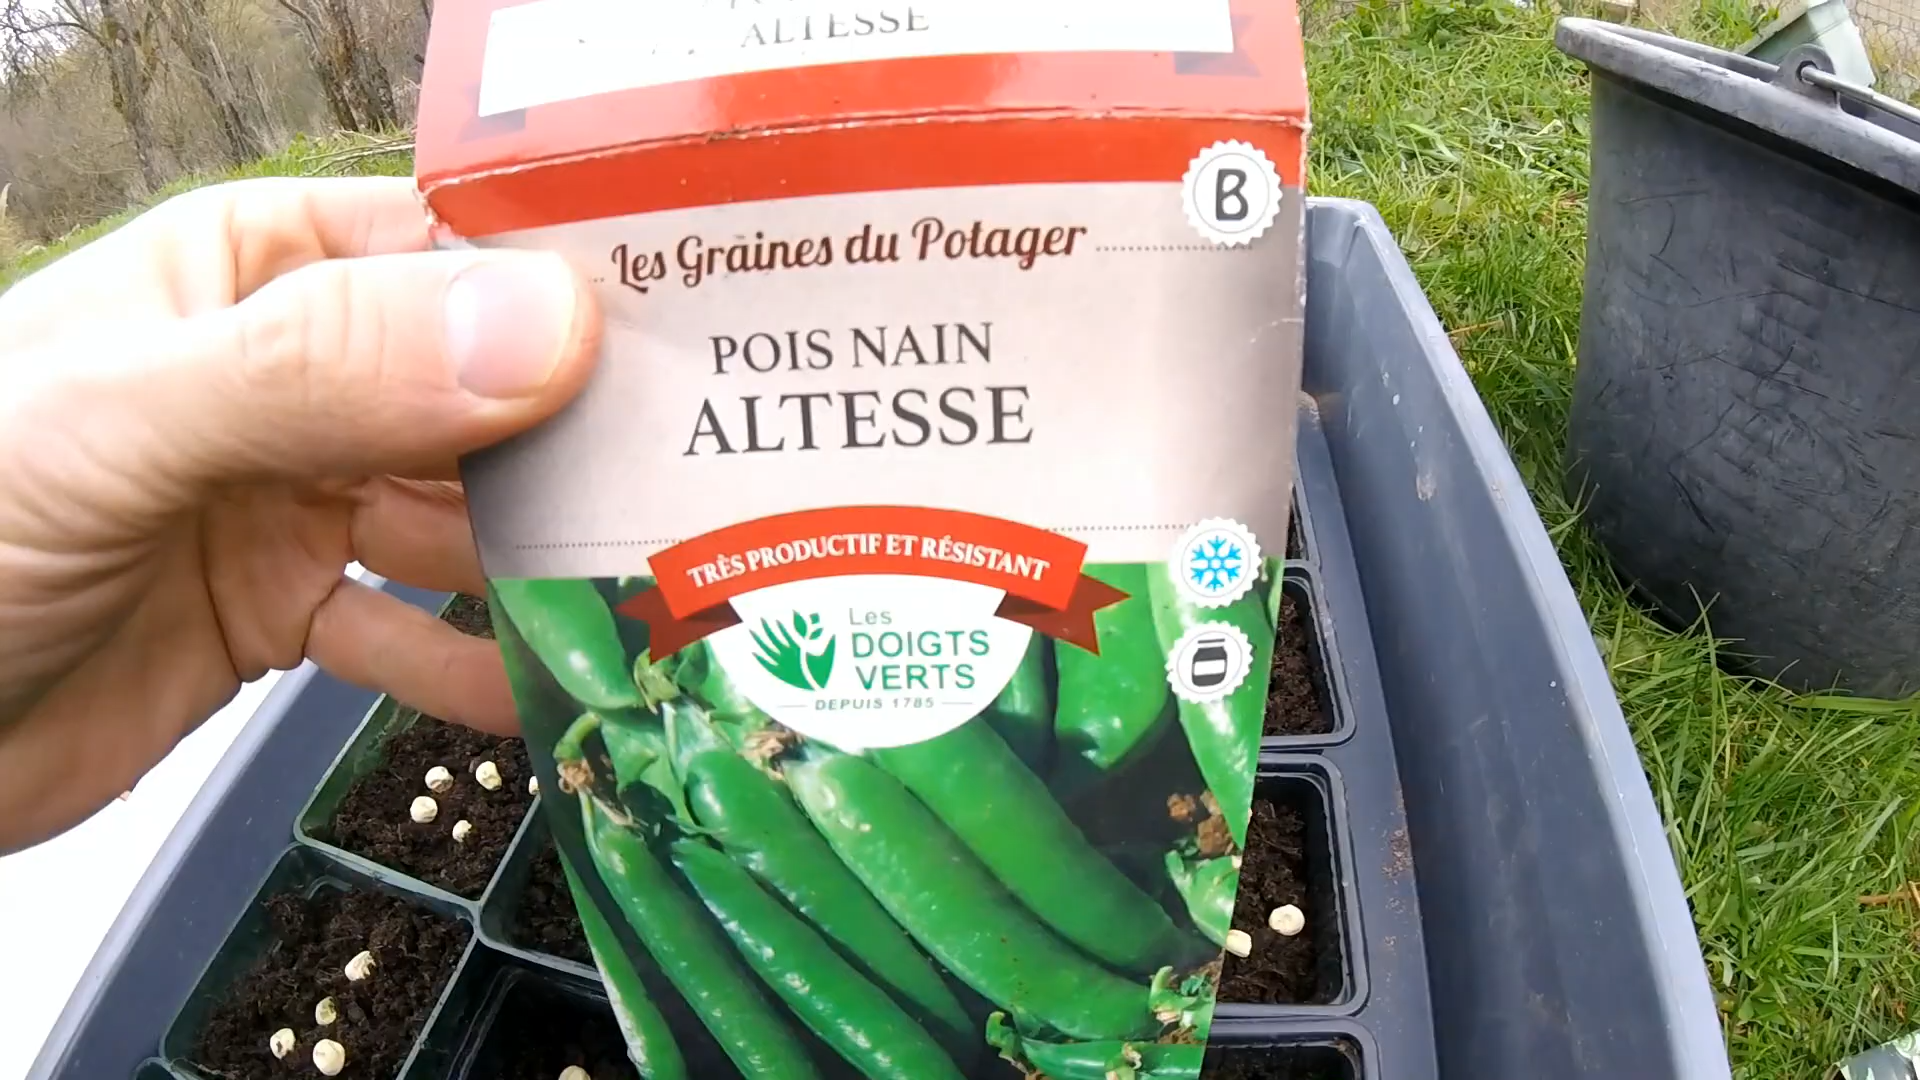 ALTESSE
B
Les Graines du Potager
POIS NAIN
ALTESSE
TRÈS PRODUCTIF ET RÉSISTANT
Les
DOIGTS
VERTS
DEPUIS 1785